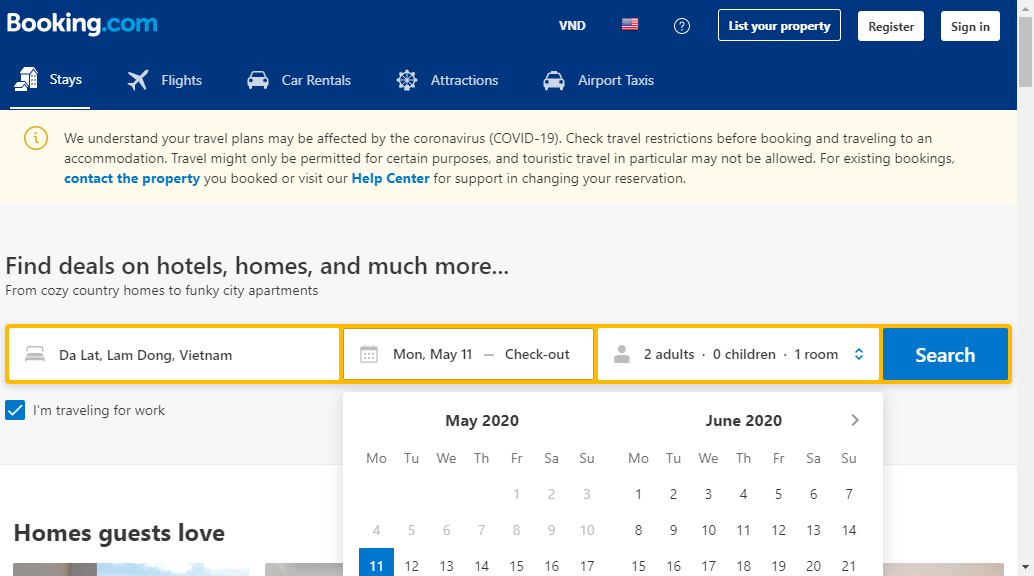 Booking.com
VND
List your property
Register
Sign in
Stays
Flights
Car Rentals
Attractions
Airport Taxis
We understand your travel plans may be affected by the coronavirus (COVID-19). Check travel restrictions before booking and traveling to an
accommodation. Travel might only be permitted for certain purposes, and touristic travel in particular may not be allowed. For existing bookings,
contact the property you booked or visit our Help Center for support in changing your reservation.
Find deals on hotels, homes, and much more...
From cozy country homes to funky city apartments
Da Lat, Lam Dong, Vietnam
Mon, May 11 — Check-out
2 adults · 0 children · 1 room
Search
I'm traveling for work
May 2020
Mo Tu We Th Fr Sa Su
1 2 3
4 5 6 7 8 9 10
11 12 13 14 15 16 17
June 2020
Mo Tu We Th Fr Sa Su
1 2 3 4 5 6 7
8 9 10 11 12 13 14
15 16 17 18 19 20 21
Homes guests love